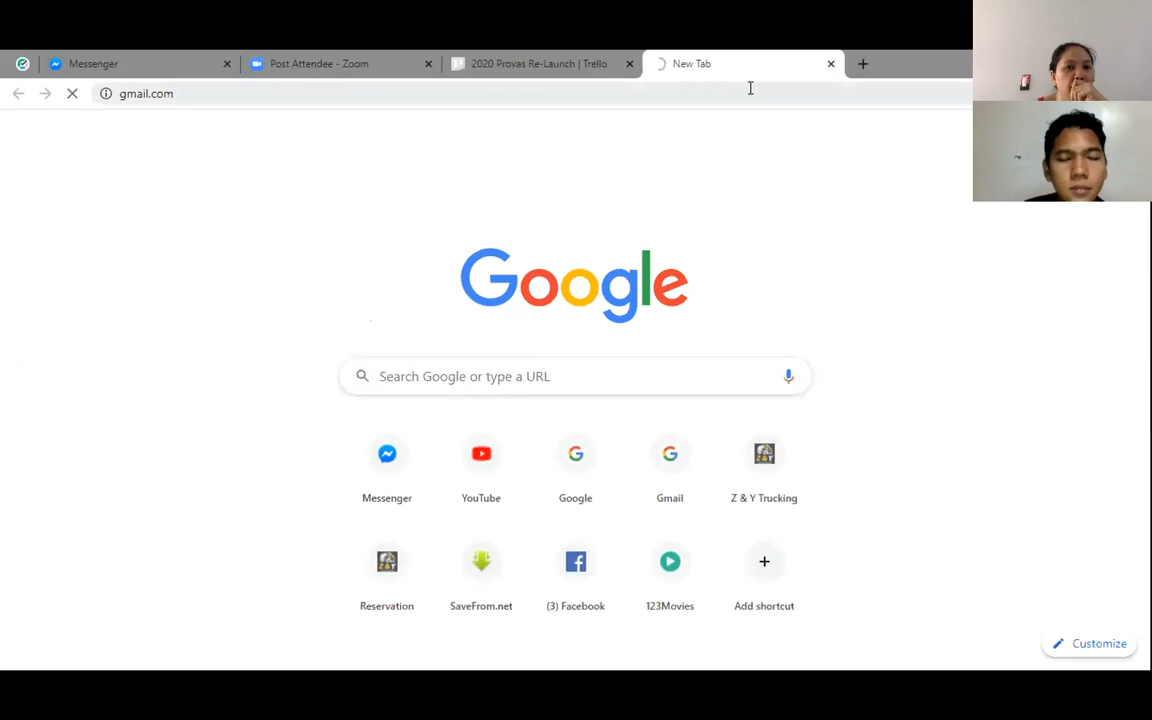 Messenger
Post Attendee - Zoom
2020 Provas Re-Launch | Trello
New Tab
gmail.com
Google
Search Google or type a URL
Messenger
YouTube
Google
Gmail
Z & Y Trucking
Reservation
SaveFrom.net
(3) Facebook
123Movies
Add shortcut
Customize